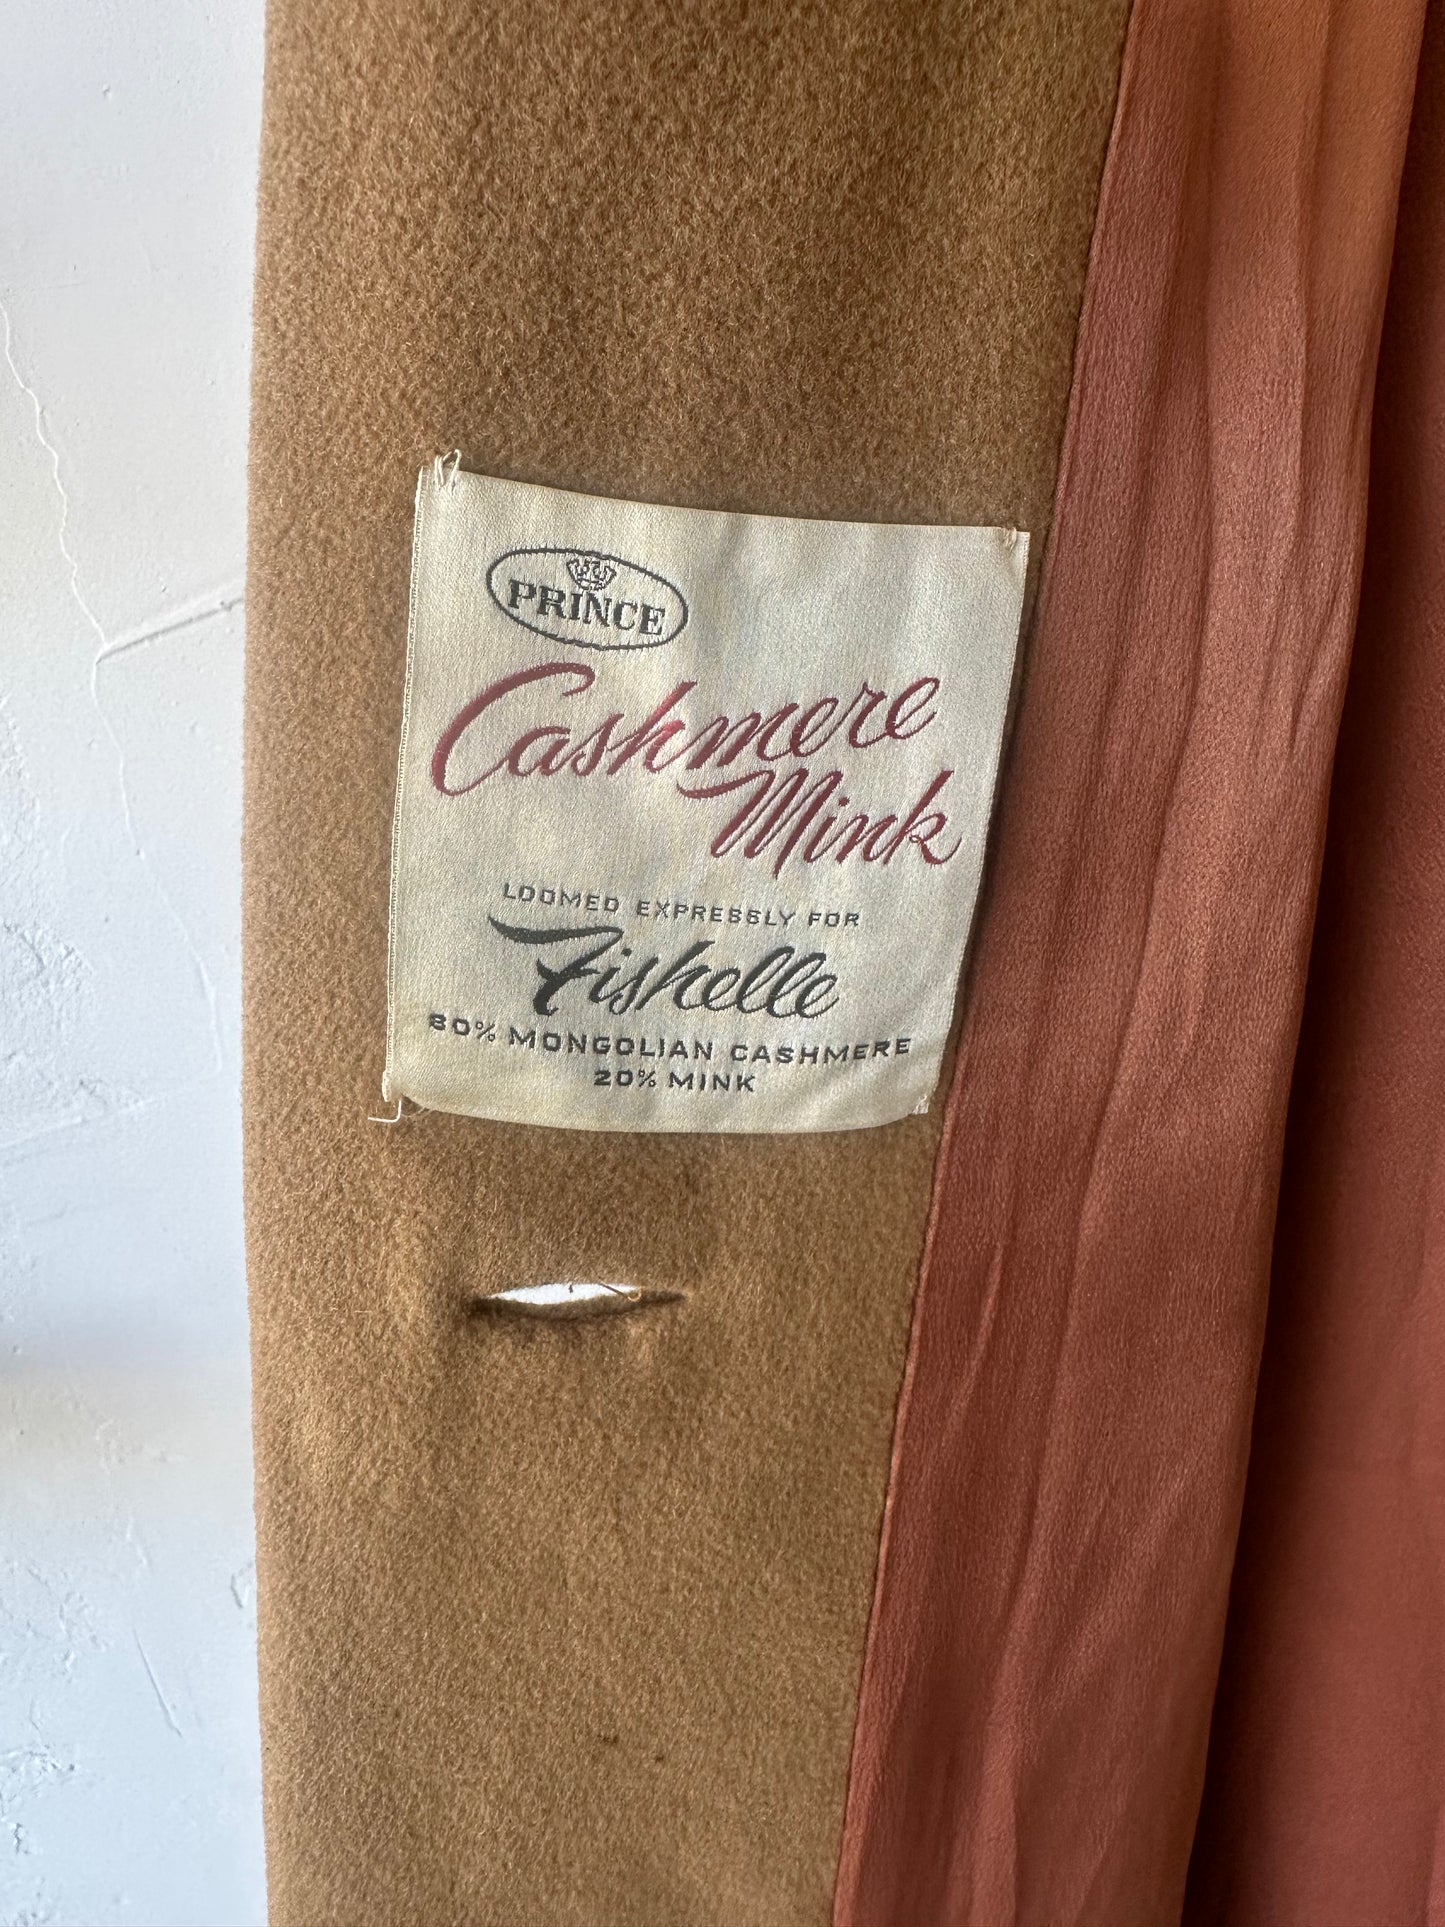 PRINCE
Cashmere
Mink
LOOMED EXPRESSLY FOR
Fishelle
80% MONGOLIAN CASHMERE
20% MINK